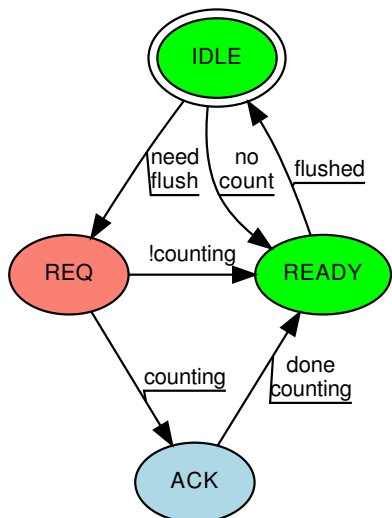 IDLE
need
flush
no
count
flushed
REQ
!counting
READY
counting
done
counting
ACK